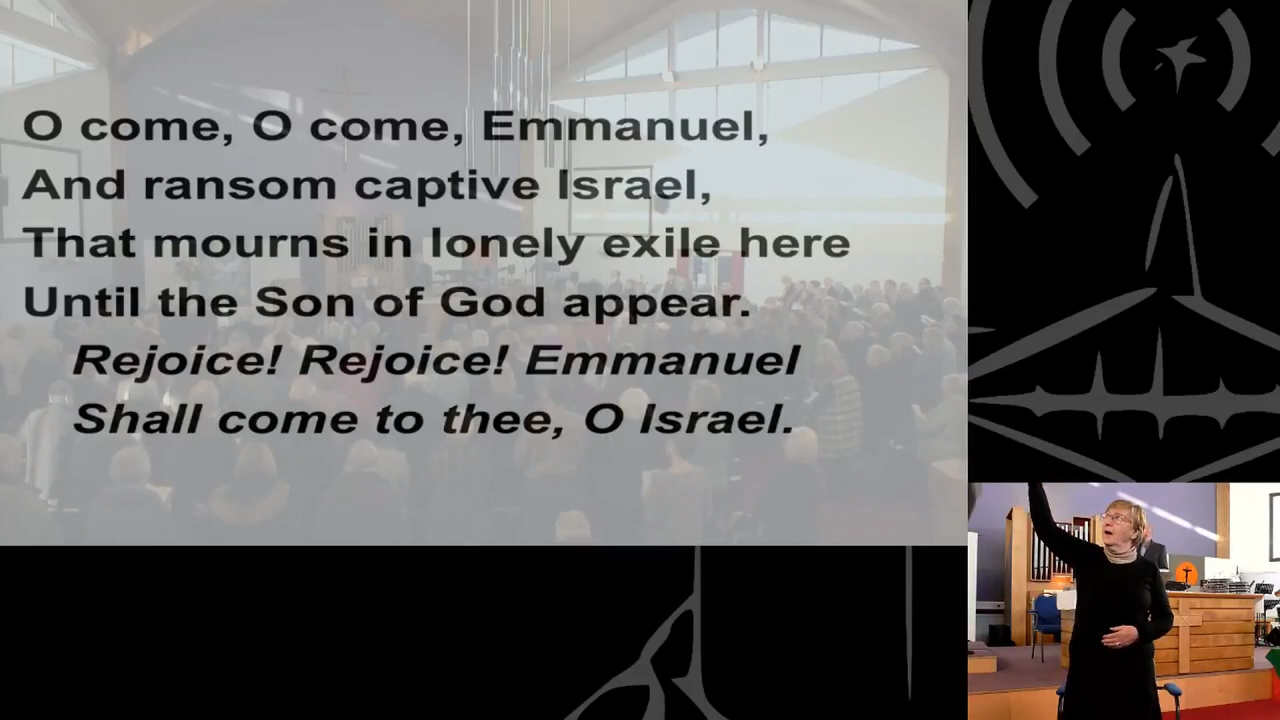 O come, O come, Emmanuel,
And ransom captive Israel,
That mourns in lonely exile here
Until the Son of God appear.
Rejoice! Rejoice! Emmanuel
Shall come to thee, O Israel.